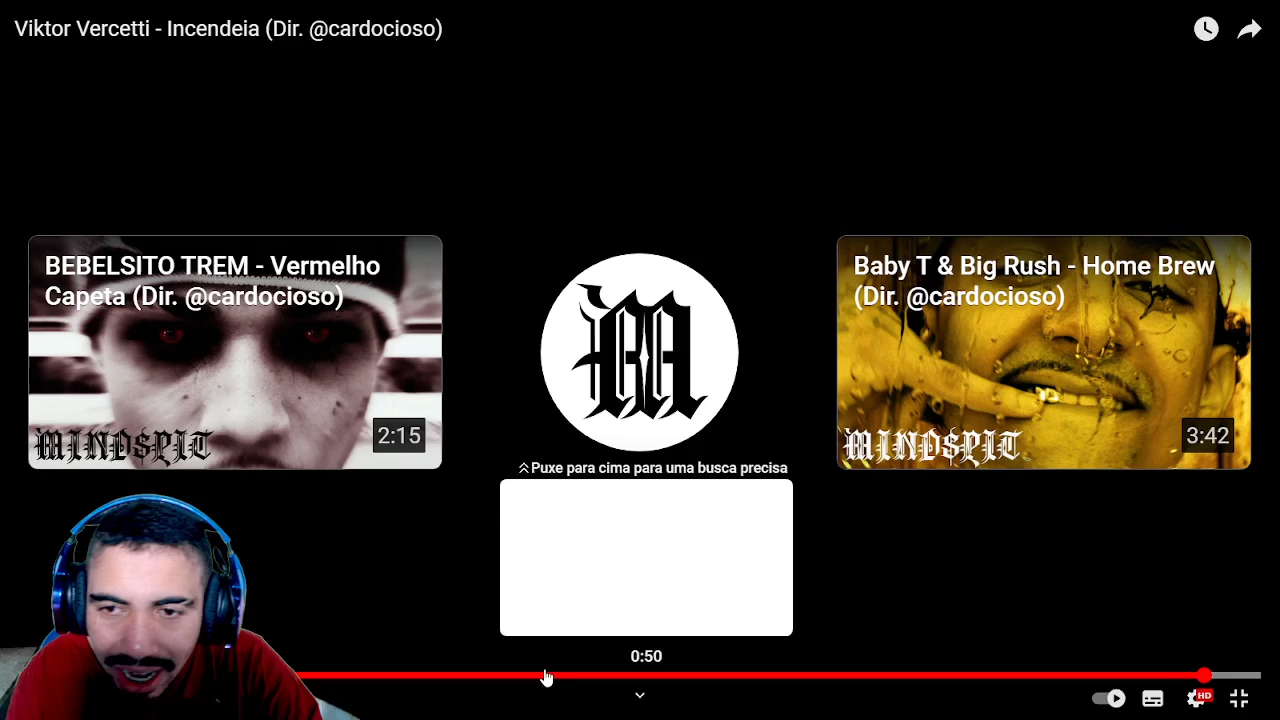 Viktor Vercetti - Incendeia (Dir. @cardocioso)
BEBELSITO TREM - Vermelho
Capeta (Dir. @cardocioso)
MINDSPIT
2:15
Baby T & Big Rush - Home Brew
(Dir. @cardocioso)
MINDSPIT
3:42
Puxe para cima para uma busca precisa
0:50
HD